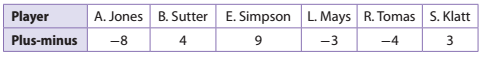 Player A. Jones B. Sutter E. Simpson L. Mays R. Tomas S. Klatt
Plus-minus −8 4 9 −3 −4 3